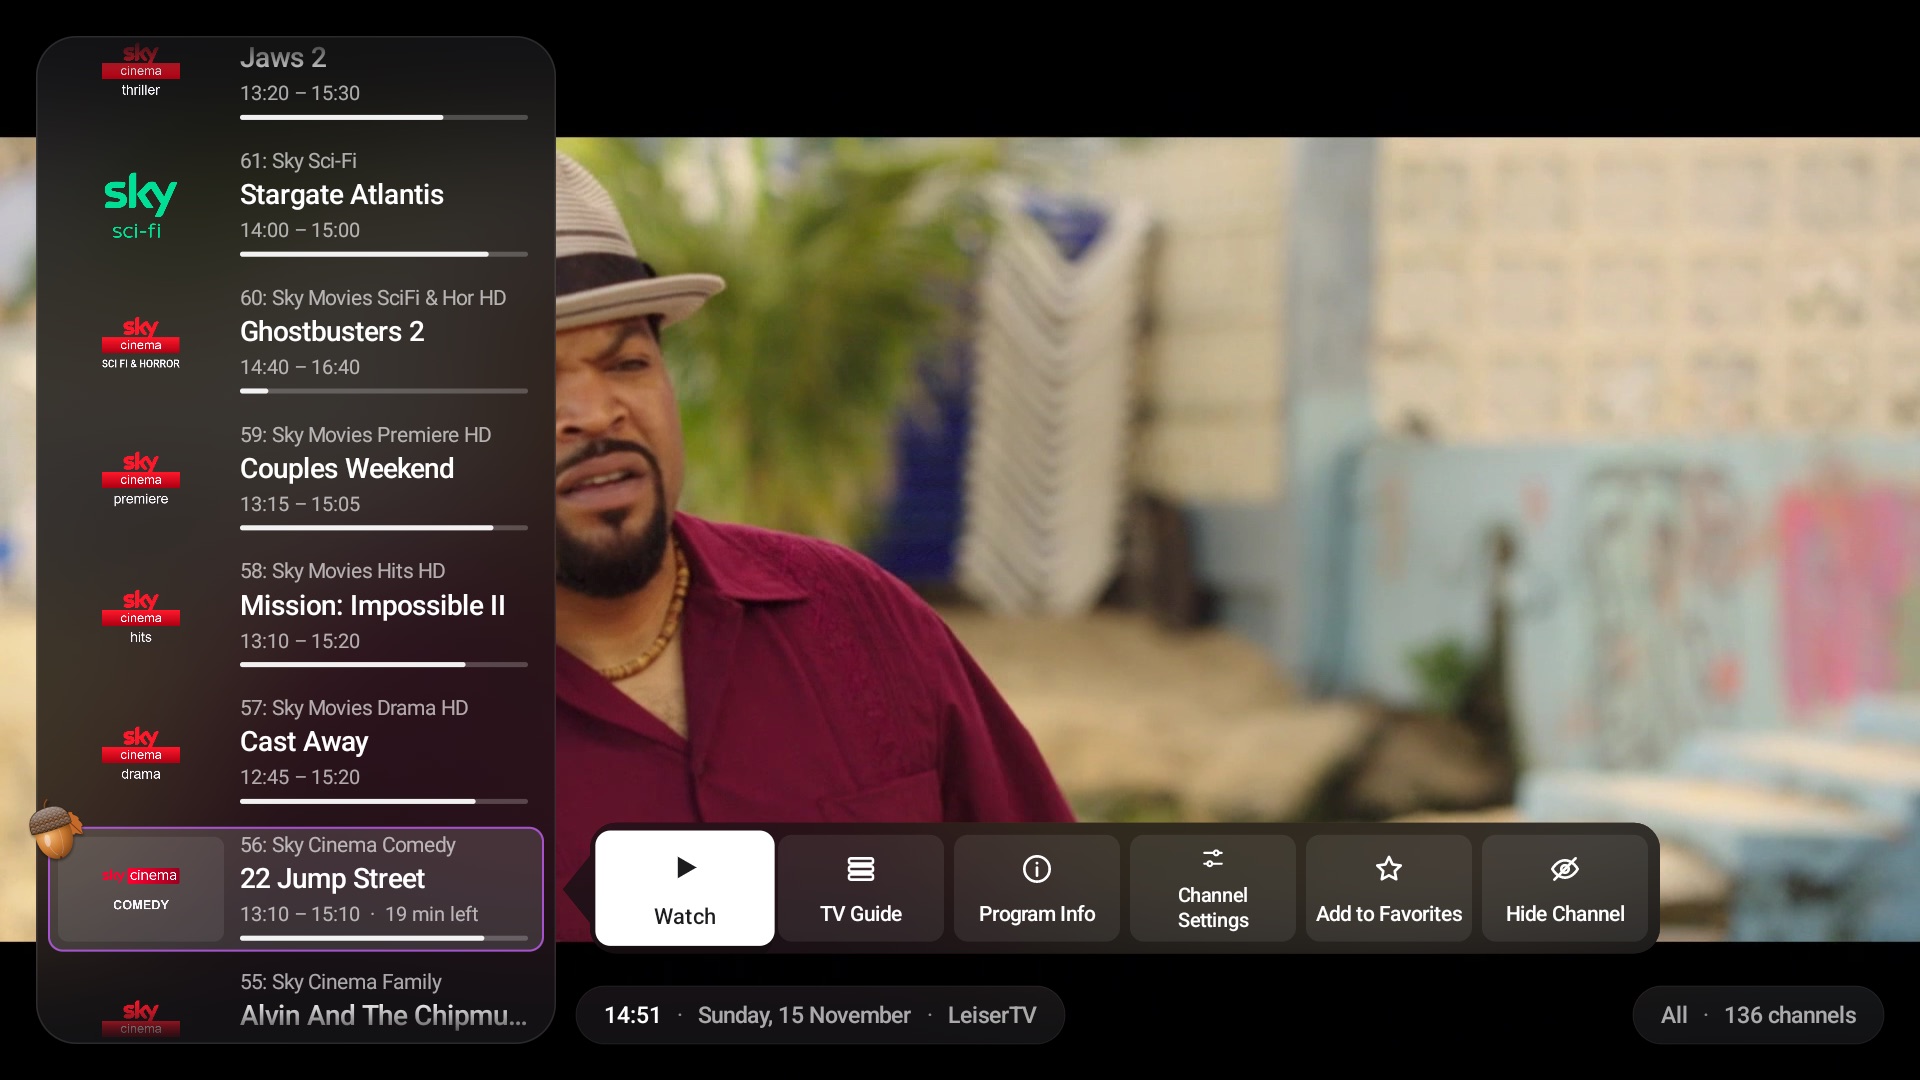 sky
cinema
thriller
Jaws 2
13:20 – 15:30
sky
sci-fi
61: Sky Sci-Fi
Stargate Atlantis
14:00 – 15:00
sky
cinema
SCI FI & HORROR
60: Sky Movies SciFi & Hor HD
Ghostbusters 2
14:40 – 16:40
sky
cinema
premiere
59: Sky Movies Premiere HD
Couples Weekend
13:15 – 15:05
sky
cinema
hits
58: Sky Movies Hits HD
Mission: Impossible II
13:10 – 15:20
sky
cinema
drama
57: Sky Movies Drama HD
Cast Away
12:45 – 15:20
sky cinema
COMEDY
56: Sky Cinema Comedy
22 Jump Street
13:10 – 15:10 · 19 min left
Watch
TV Guide
Program Info
Channel
Settings
Add to Favorites
Hide Channel
sky
cinema
55: Sky Cinema Family
Alvin And The Chipmu...
14:51 · Sunday, 15 November · LeiserTV
All · 136 channels